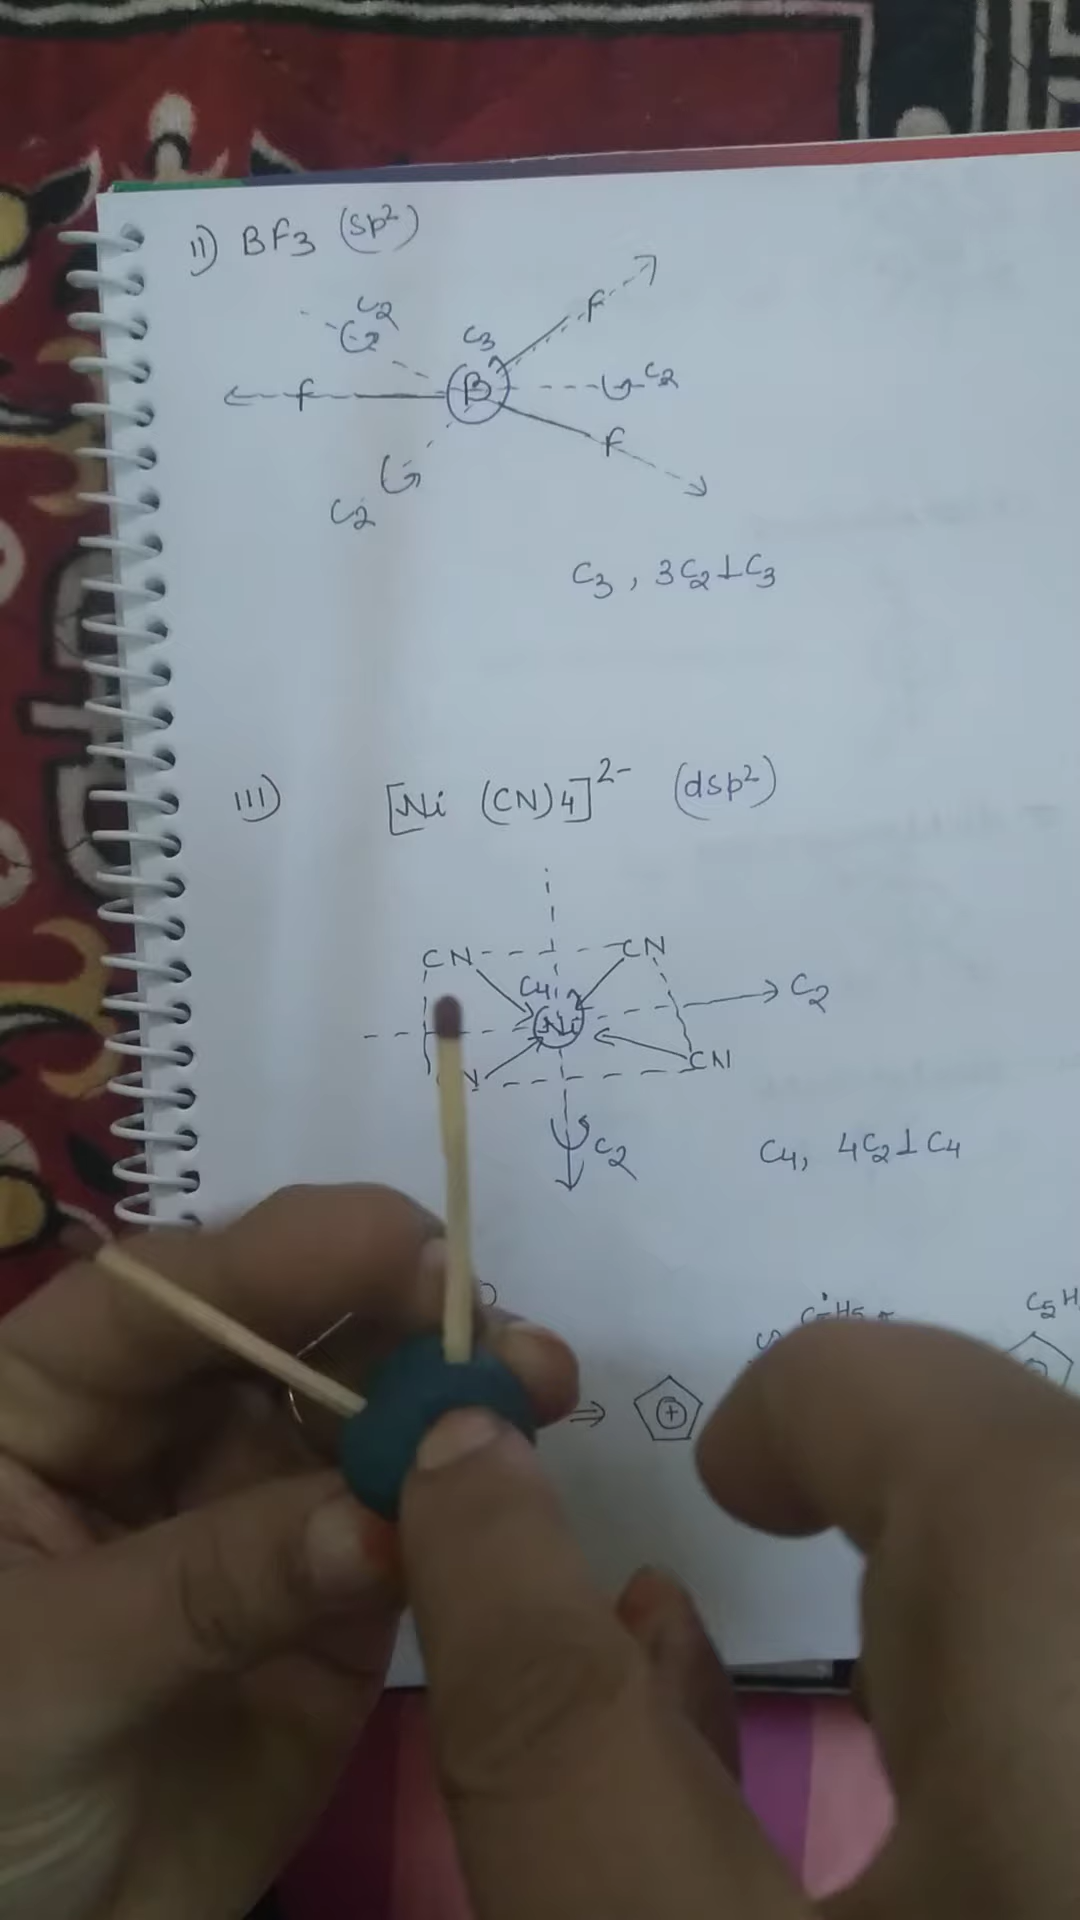 II) BF3 (sp²)
C2
C2
C3
F
F
B
C2
F
C2
C3, 3C2⊥C3
III) [Ni (CN)4]²⁻ (dsp²)
CN CN
C4
Ni
C2
N CN
C2
C4, 4C2⊥C4
C5H
⇒ +